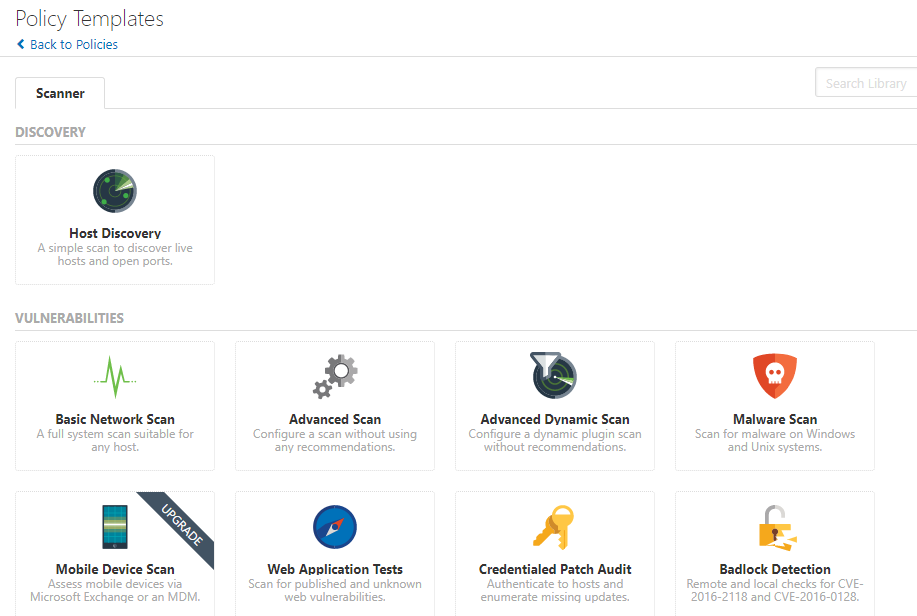 Policy Templates
Back to Policies
Scanner
Search Library
DISCOVERY
Host Discovery
A simple scan to discover live
hosts and open ports.
VULNERABILITIES
Basic Network Scan
A full system scan suitable for
any host.
Advanced Scan
Configure a scan without using
any recommendations.
Advanced Dynamic Scan
Configure a dynamic plugin scan
without recommendations.
Malware Scan
Scan for malware on Windows
and Unix systems.
UPGRADE
Mobile Device Scan
Assess mobile devices via
Microsoft Exchange or an MDM.
Web Application Tests
Scan for published and unknown
web vulnerabilities.
Credentialed Patch Audit
Authenticate to hosts and
enumerate missing updates.
Badlock Detection
Remote and local checks for CVE-
2016-2118 and CVE-2016-0128.